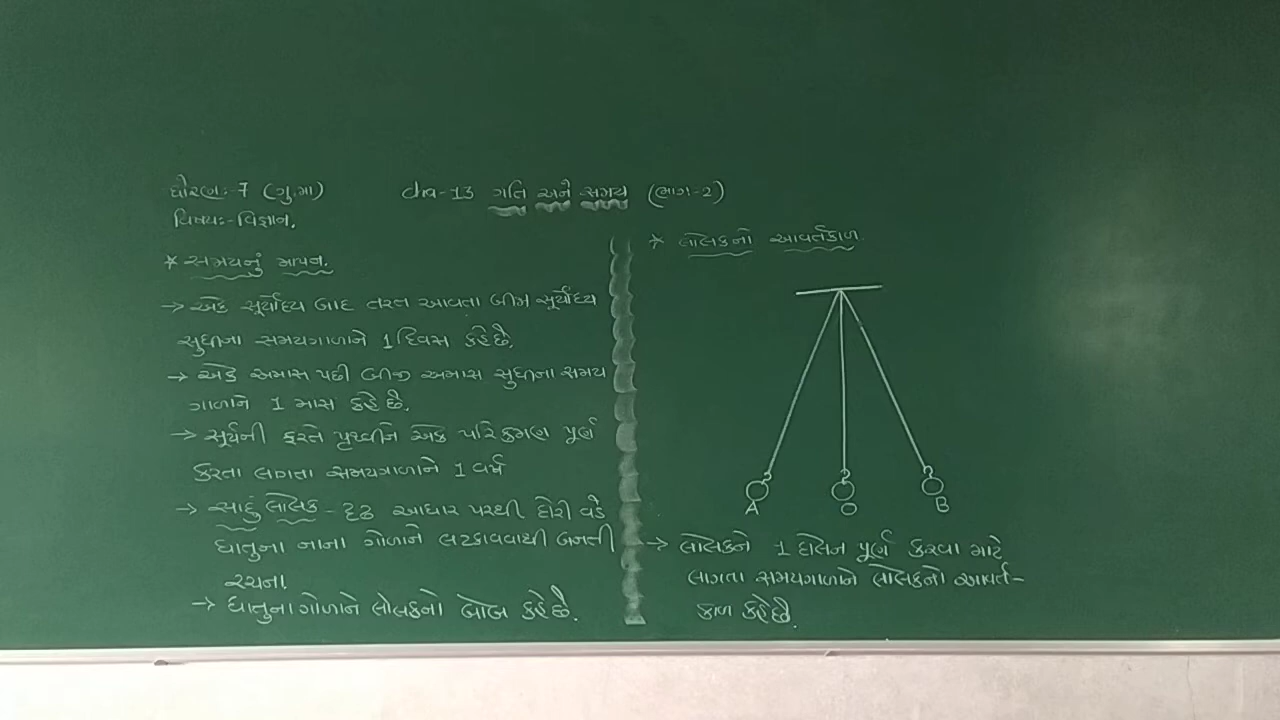 ધોરણ:-7 (ગુ.મા)
cha-13 ગતિ અને સમય (ભાગ-2)
વિષય:-વિજ્ઞાન.
* સમયનું માપન.
→ એક સૂર્યોદય બાદ તરત આવતા બીજા સૂર્યોદય
સુધીના સમયગાળાને 1 દિવસ કહે છે.
→ એક અમાસ પછી બીજી અમાસ સુધીના સમય
ગાળાને 1 માસ કહે છે.
→ સૂર્યની ફરતે પૃથ્વીને એક પરિક્રમણ પૂર્ણ
કરતા લાગતા સમયગાળાને 1 વર્ષ
→ સાદું લોલક - દૃઢ આધાર પરથી દોરી વડે
ધાતુના નાના ગોળાને લટકાવવાથી બનતી
રચના.
→ ધાતુના ગોળાને લોલકનો બોબ કહે છે.
* લોલકનો આવર્તકાળ.
A O B
→ લોલકને 1 દોલન પૂર્ણ કરવા માટે
લાગતા સમયગાળાને લોલકનો આવર્ત-
કાળ કહે છે.